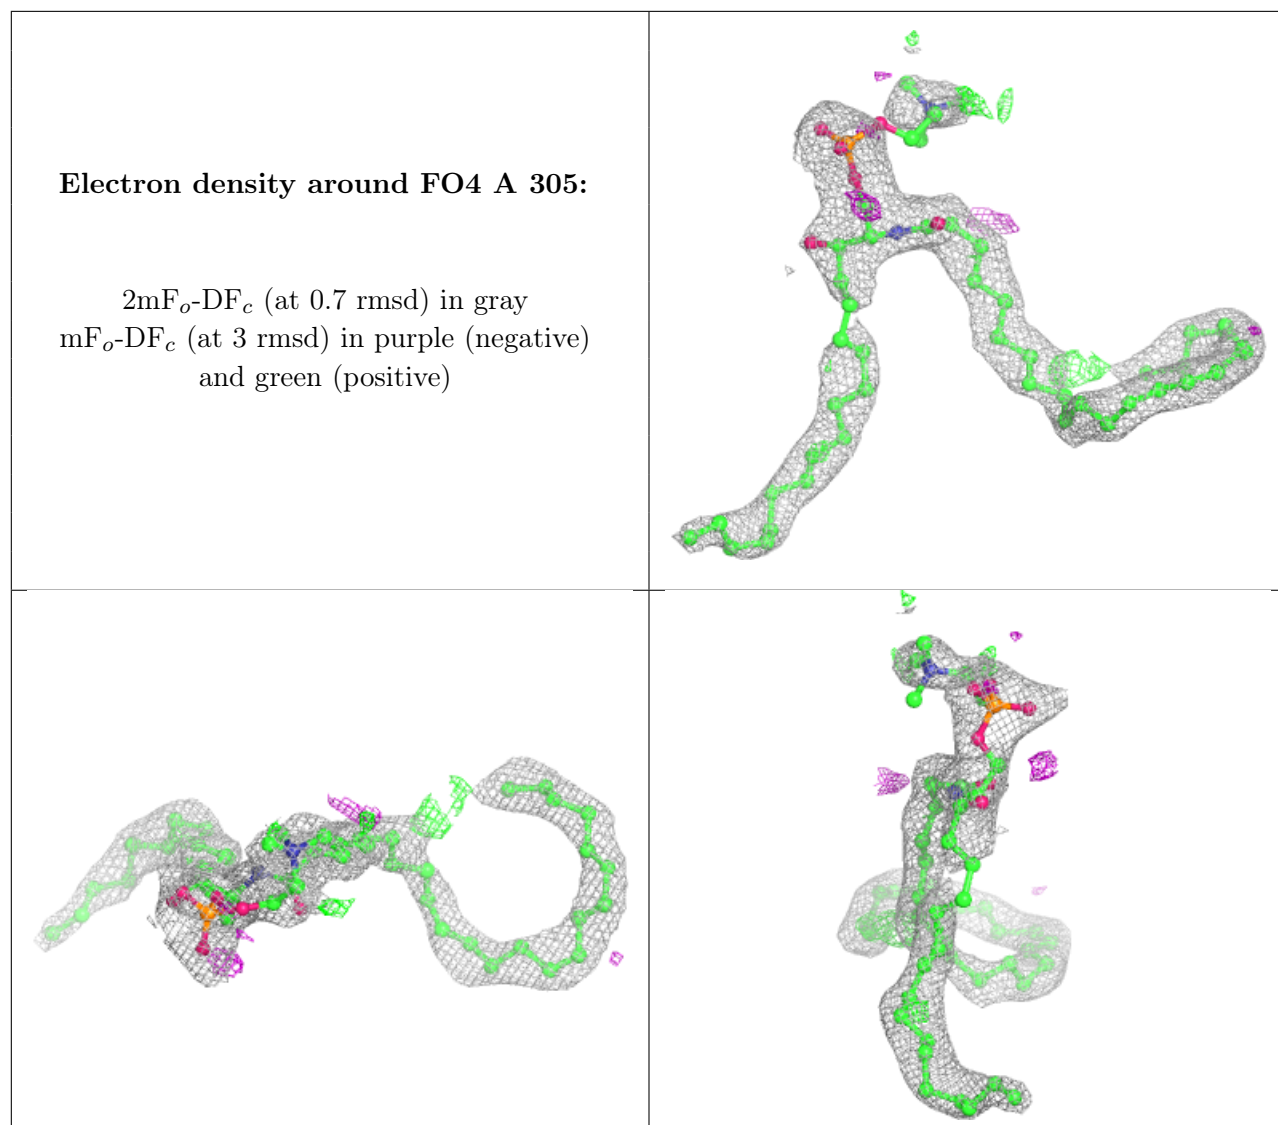 Electron density around FO4 A 305:
2mFo-DFc (at 0.7 rmsd) in gray
mFo-DFc (at 3 rmsd) in purple (negative)
and green (positive)